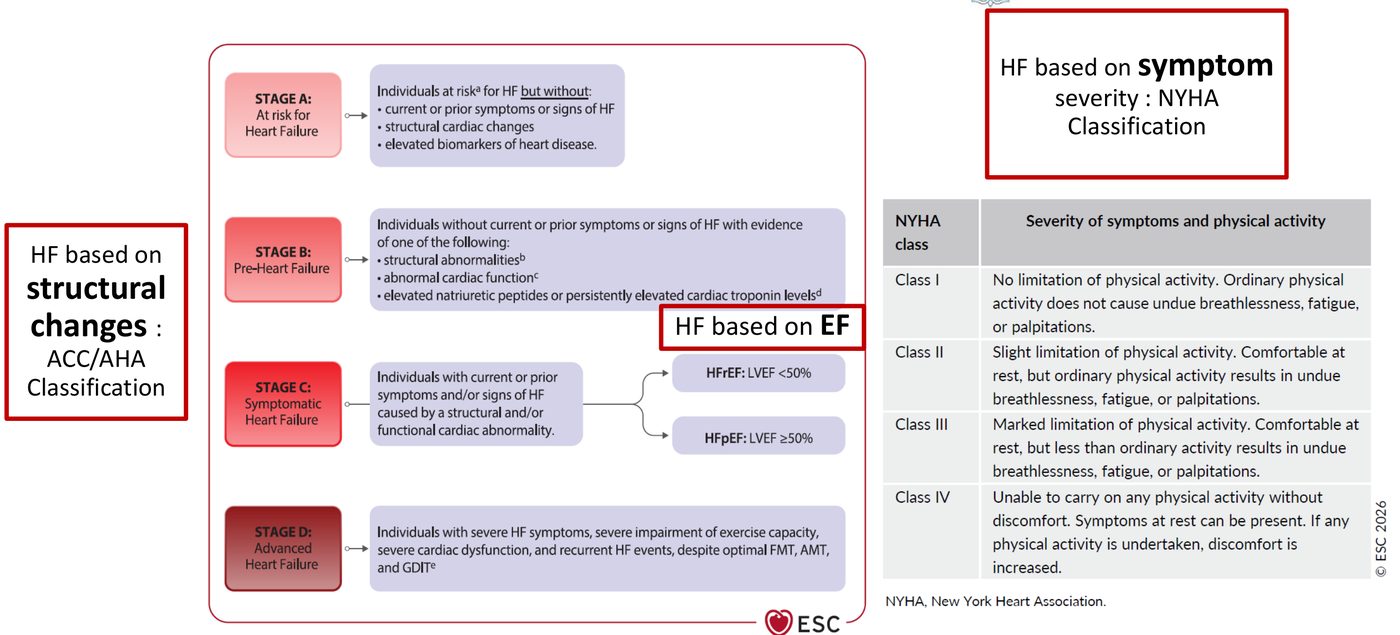 HF based on
structural
changes :
ACC/AHA
Classification
STAGE A:
At risk for
Heart Failure
Individuals at riskᵃ for HF but without:
• current or prior symptoms or signs of HF
• structural cardiac changes
• elevated biomarkers of heart disease.
STAGE B:
Pre-Heart Failure
Individuals without current or prior symptoms or signs of HF with evidence
of one of the following:
• structural abnormalitiesᵇ
• abnormal cardiac functionᶜ
• elevated natriuretic peptides or persistently elevated cardiac troponin levelsᵈ
HF based on EF
STAGE C:
Symptomatic
Heart Failure
Individuals with current or prior
symptoms and/or signs of HF
caused by a structural and/or
functional cardiac abnormality.
HFrEF: LVEF <50%
HFpEF: LVEF ≥50%
STAGE D:
Advanced
Heart Failure
Individuals with severe HF symptoms, severe impairment of exercise capacity,
severe cardiac dysfunction, and recurrent HF events, despite optimal FMT, AMT,
and GDITᵉ
ESC
HF based on symptom
severity : NYHA
Classification
NYHA
class
Severity of symptoms and physical activity
Class I
No limitation of physical activity. Ordinary physical
activity does not cause undue breathlessness, fatigue,
or palpitations.
Class II
Slight limitation of physical activity. Comfortable at
rest, but ordinary physical activity results in undue
breathlessness, fatigue, or palpitations.
Class III
Marked limitation of physical activity. Comfortable at
rest, but less than ordinary activity results in undue
breathlessness, fatigue, or palpitations.
Class IV
Unable to carry on any physical activity without
discomfort. Symptoms at rest can be present. If any
physical activity is undertaken, discomfort is
increased.
© ESC 2026
NYHA, New York Heart Association.